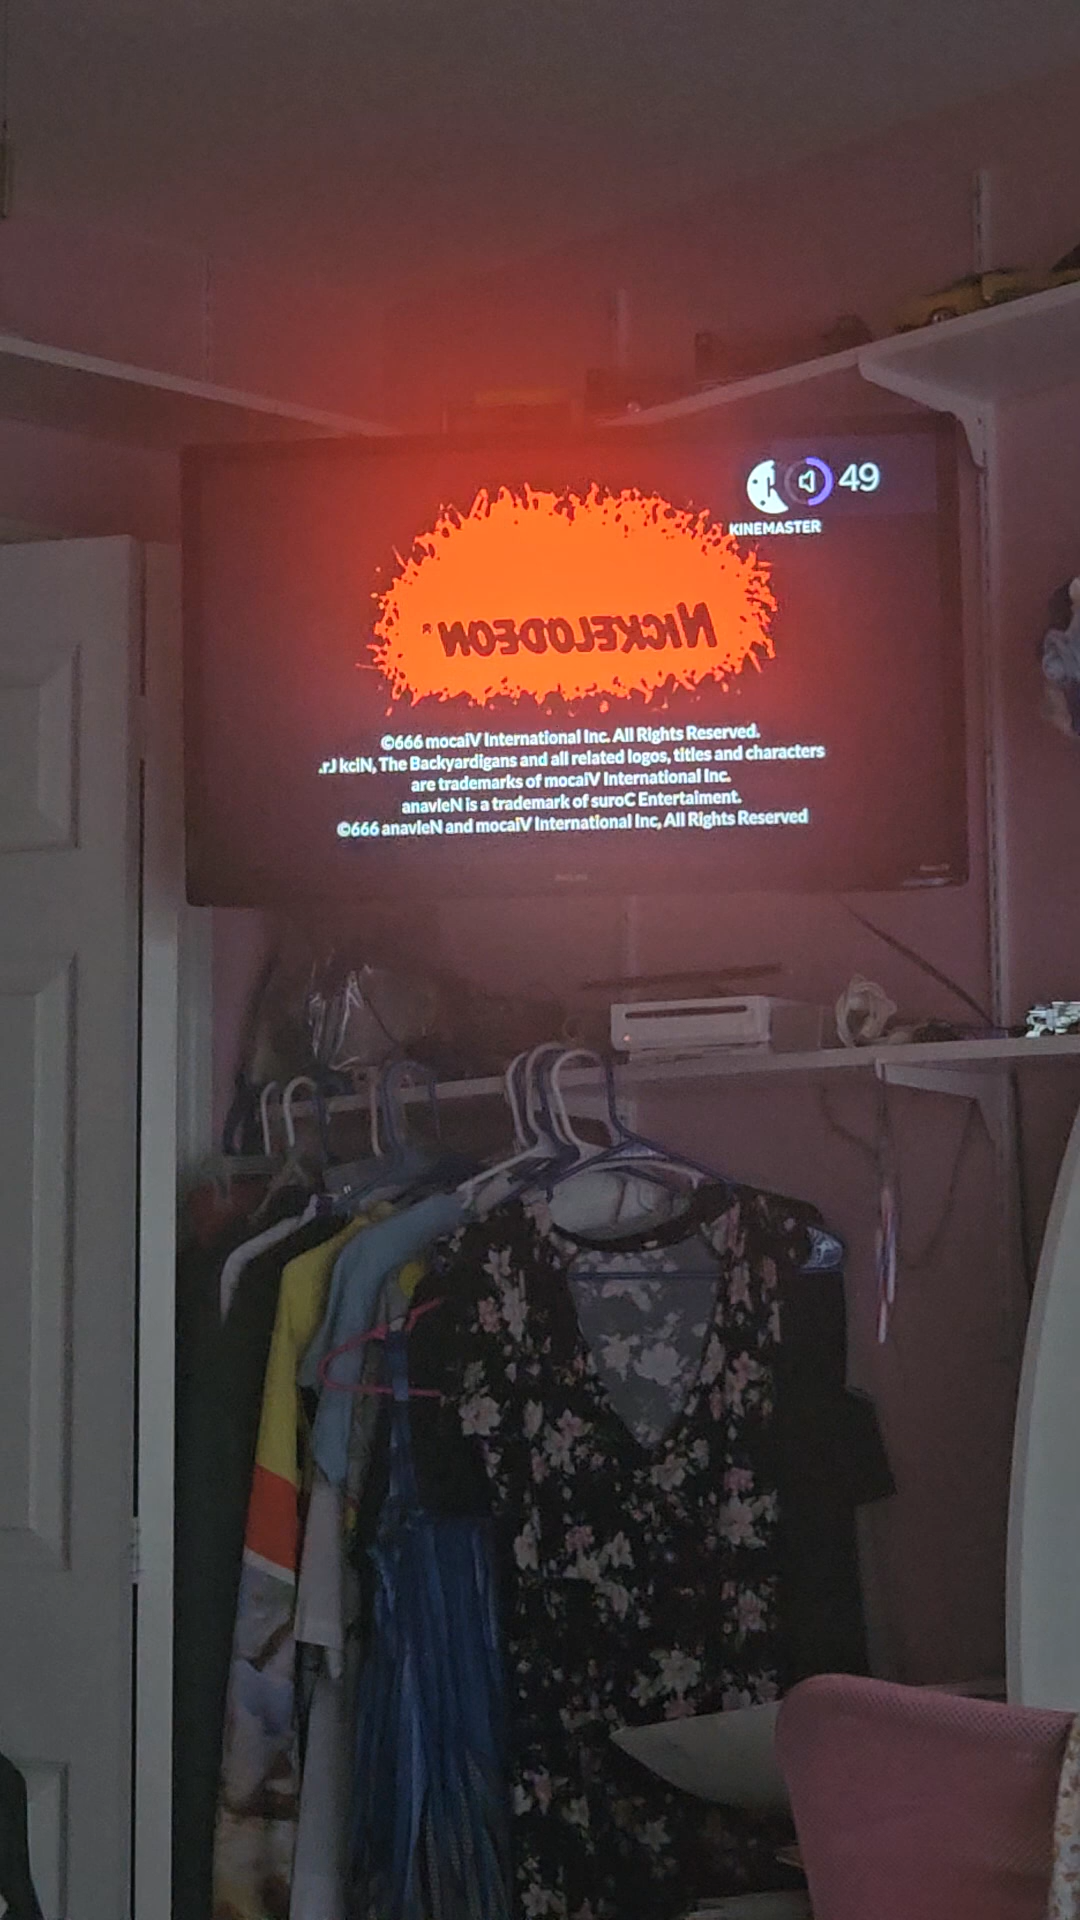 49
KINEMASTER
NICKELODEON®
©666 mocaiV International Inc. All Rights Reserved.
.rJ kciN, The Backyardigans and all related logos, titles and characters
are trademarks of mocaiV International Inc.
anavleN is a trademark of suroC Entertaiment.
©666 anavleN and mocaiV International Inc, All Rights Reserved